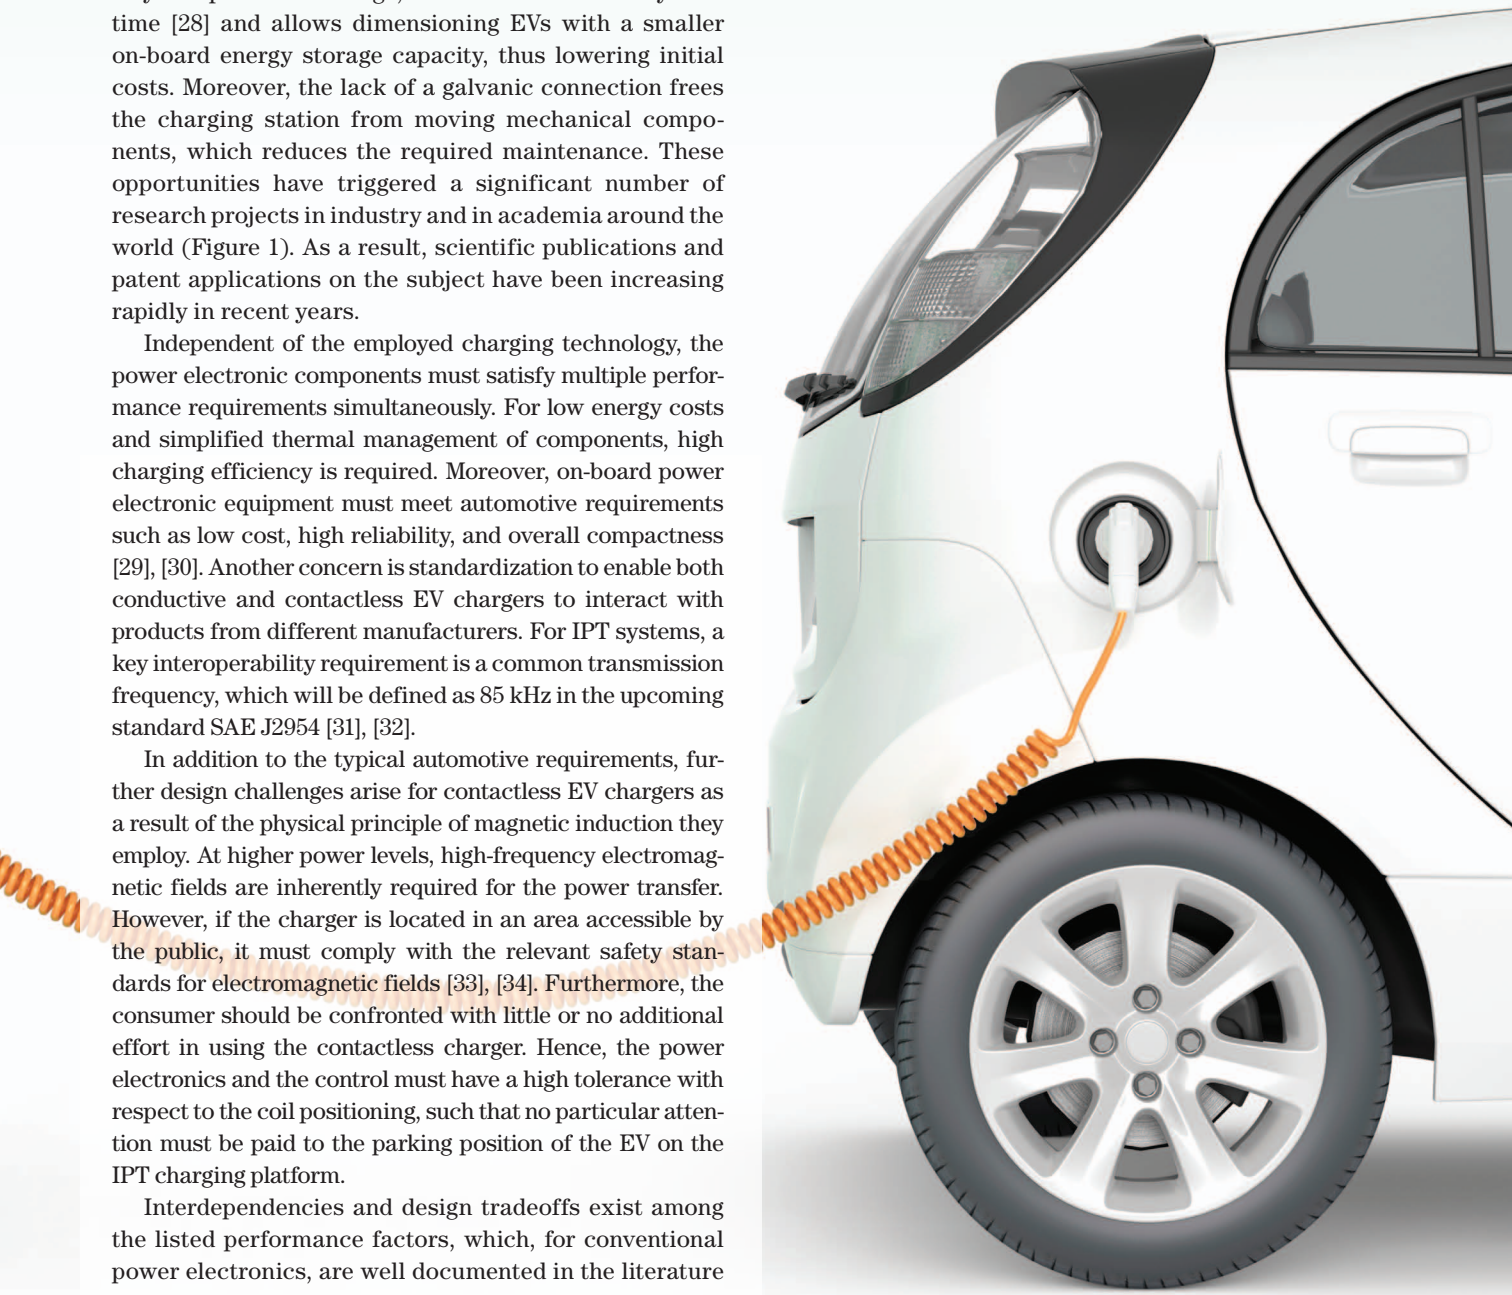 time [28] and allows dimensioning EVs with a smaller
on-board energy storage capacity, thus lowering initial
costs. Moreover, the lack of a galvanic connection frees
the charging station from moving mechanical compo-
nents, which reduces the required maintenance. These
opportunities have triggered a significant number of
research projects in industry and in academia around the
world (Figure 1). As a result, scientific publications and
patent applications on the subject have been increasing
rapidly in recent years.
Independent of the employed charging technology, the
power electronic components must satisfy multiple perfor-
mance requirements simultaneously. For low energy costs
and simplified thermal management of components, high
charging efficiency is required. Moreover, on-board power
electronic equipment must meet automotive requirements
such as low cost, high reliability, and overall compactness
[29], [30]. Another concern is standardization to enable both
conductive and contactless EV chargers to interact with
products from different manufacturers. For IPT systems, a
key interoperability requirement is a common transmission
frequency, which will be defined as 85 kHz in the upcoming
standard SAE J2954 [31], [32].
In addition to the typical automotive requirements, fur-
ther design challenges arise for contactless EV chargers as
a result of the physical principle of magnetic induction they
employ. At higher power levels, high-frequency electromag-
netic fields are inherently required for the power transfer.
However, if the charger is located in an area accessible by
the public, it must comply with the relevant safety stan-
dards for electromagnetic fields [33], [34]. Furthermore, the
consumer should be confronted with little or no additional
effort in using the contactless charger. Hence, the power
electronics and the control must have a high tolerance with
respect to the coil positioning, such that no particular atten-
tion must be paid to the parking position of the EV on the
IPT charging platform.
Interdependencies and design tradeoffs exist among
the listed performance factors, which, for conventional
power electronics, are well documented in the literature